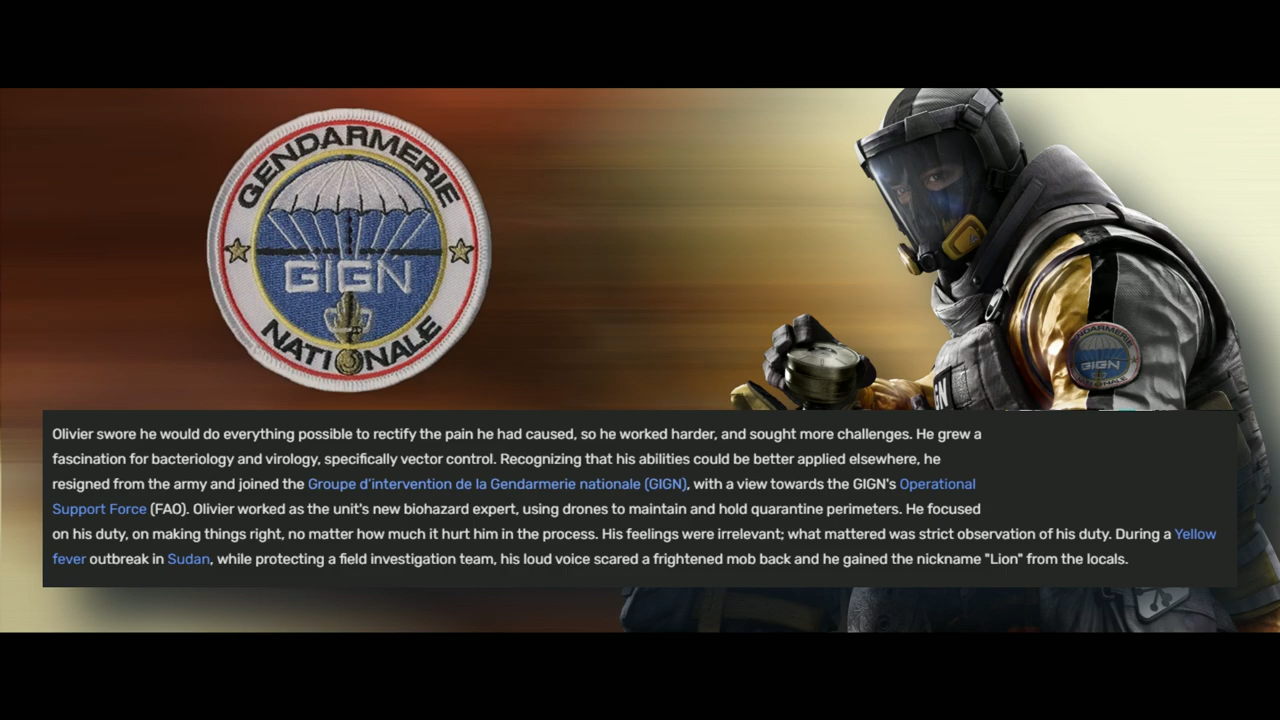 GENDARMERIE
GIGN
NATIONALE
GENDARMERIE
GIGN
Olivier swore he would do everything possible to rectify the pain he had caused, so he worked harder, and sought more challenges. He grew a
fascination for bacteriology and virology, specifically vector control. Recognizing that his abilities could be better applied elsewhere, he
resigned from the army and joined the Groupe d’intervention de la Gendarmerie nationale (GIGN), with a view towards the GIGN's Operational
Support Force (FAO). Olivier worked as the unit's new biohazard expert, using drones to maintain and hold quarantine perimeters. He focused
on his duty, on making things right, no matter how much it hurt him in the process. His feelings were irrelevant; what mattered was strict observation of his duty. During a Yellow
fever outbreak in Sudan, while protecting a field investigation team, his loud voice scared a frightened mob back and he gained the nickname "Lion" from the locals.